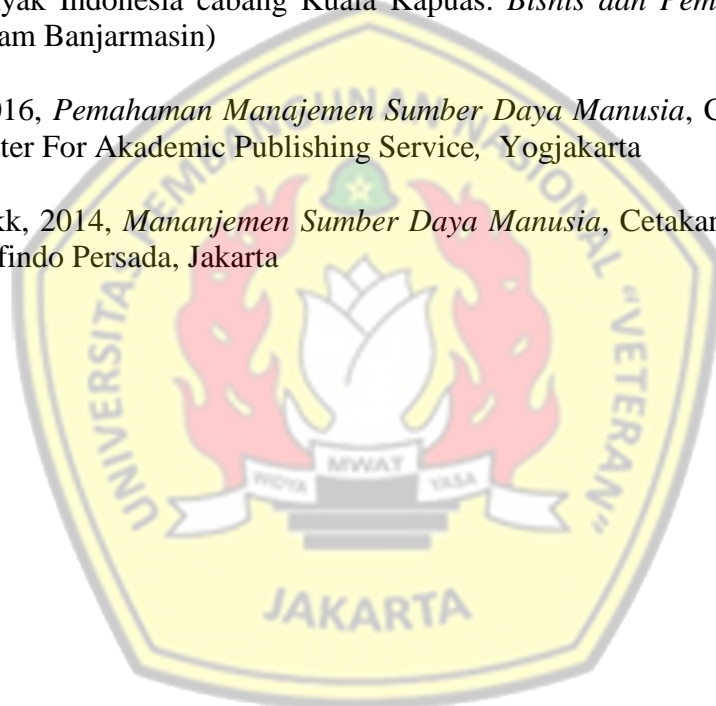 yak Indonesia cabang Kuala Kapuas. Bisnis dan Pem
am Banjarmasin)
016, Pemahaman Manajemen Sumber Daya Manusia, C
ter For Akademic Publishing Service, Yogjakarta
kk, 2014, Mananjemen Sumber Daya Manusia, Cetakan
findo Persada, Jakarta
UNIVERSITAS PEMBANGUNAN NASIONAL "VETERAN"
WIDYA MWAT YASA
JAKARTA